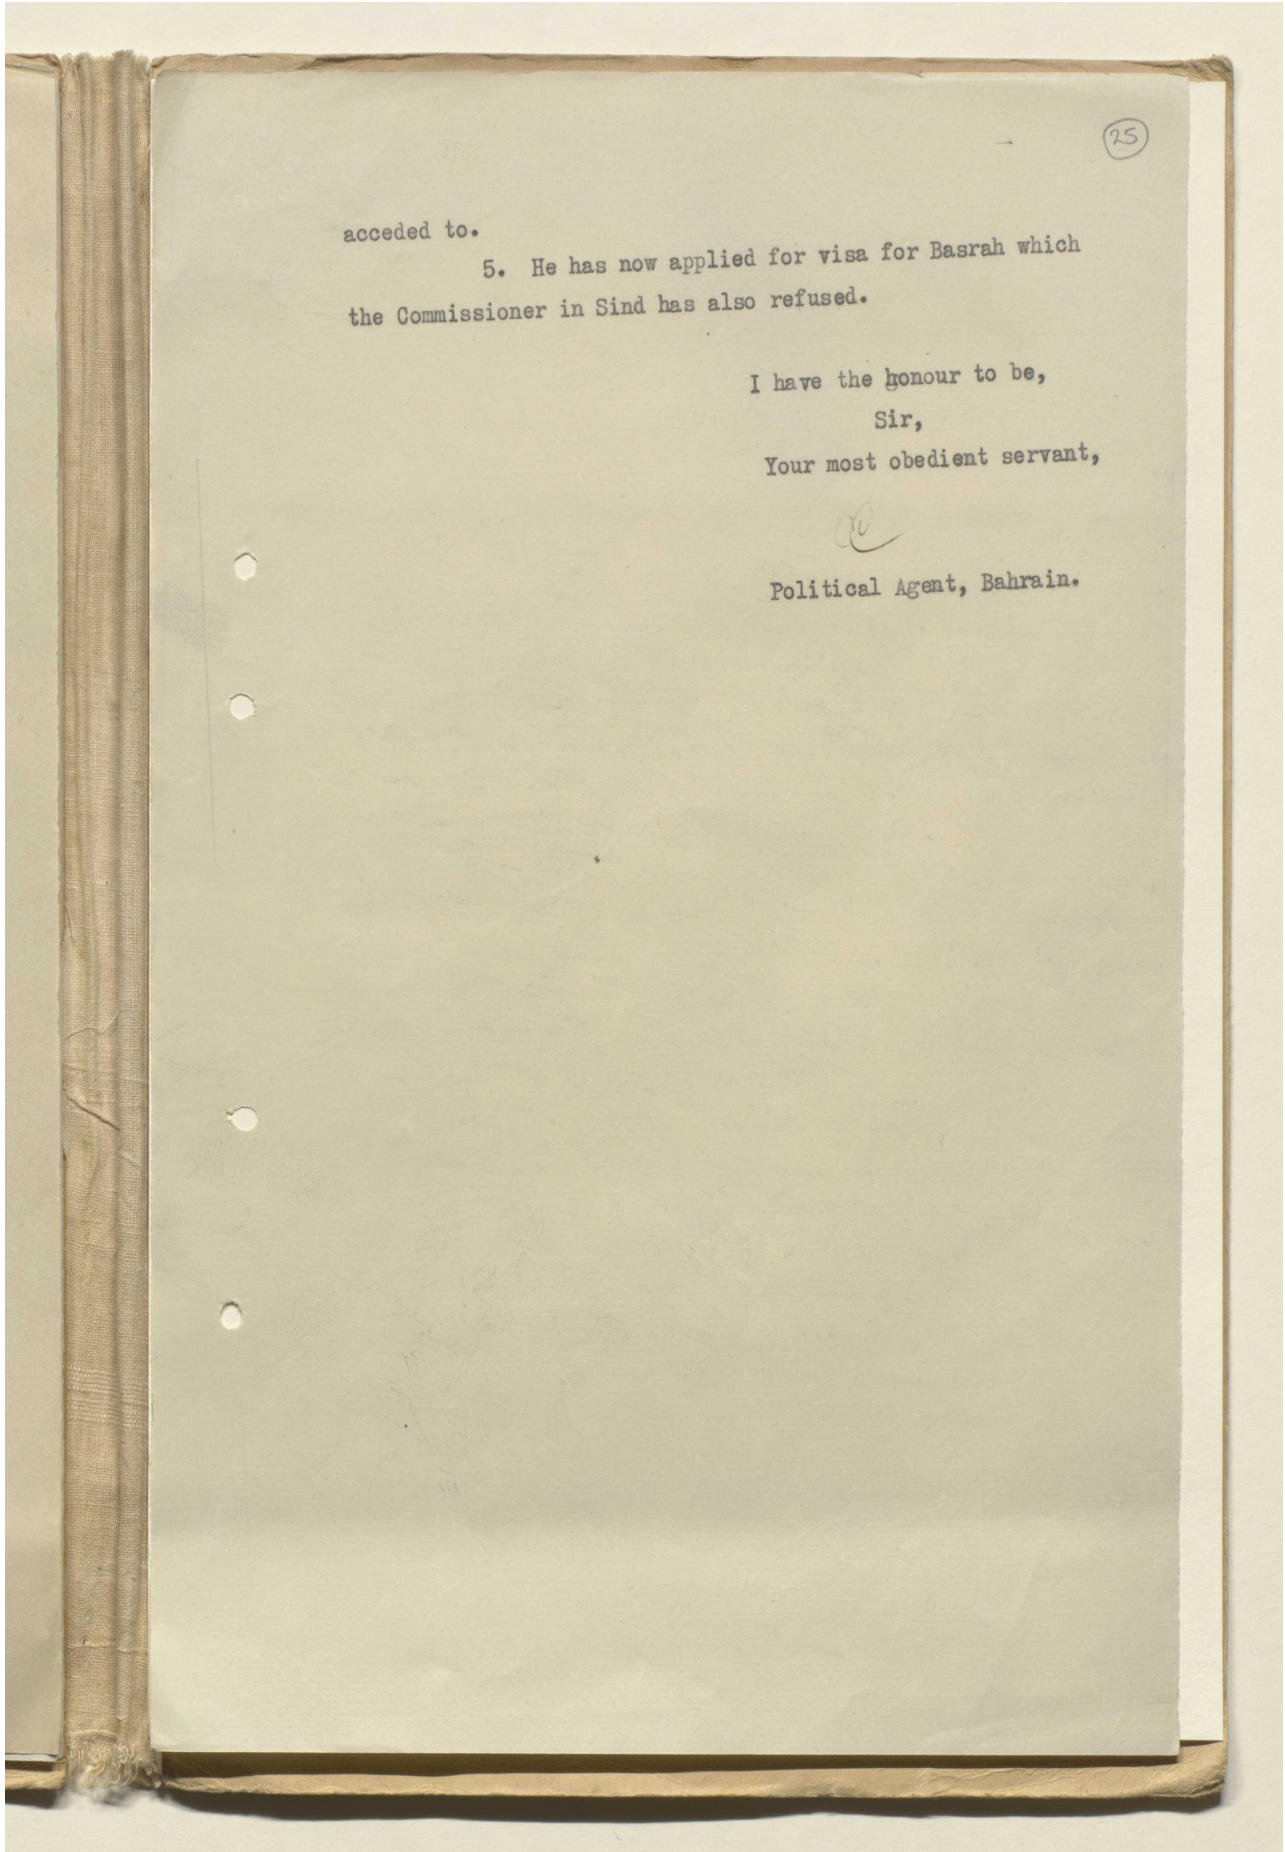 25
acceded to.
5. He has now applied for visa for Basrah which
the Commissioner in Sind has also refused.
I have the honour to be,
Sir,
Your most obedient servant,
Political Agent, Bahrain.